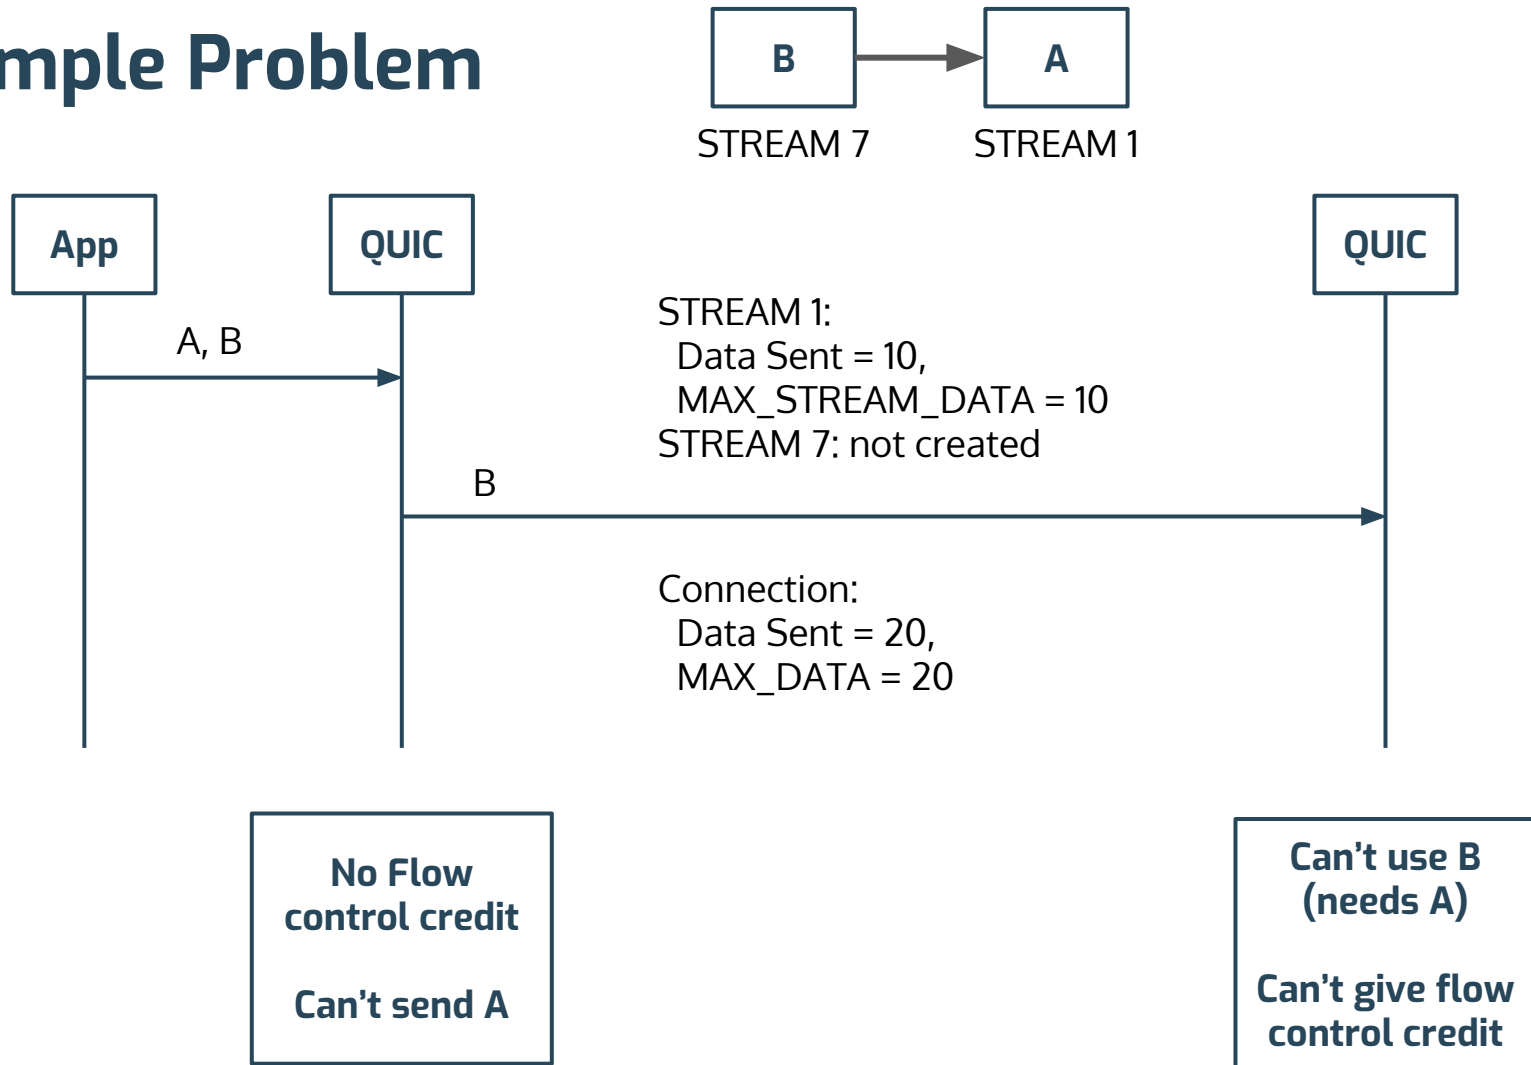 mple Problem
B
A
STREAM 7
STREAM 1
App
QUIC
QUIC
A, B
STREAM 1:
Data Sent = 10,
MAX_STREAM_DATA = 10
STREAM 7: not created
B
Connection:
Data Sent = 20,
MAX_DATA = 20
No Flow
control credit
Can't send A
Can't use B
(needs A)
Can't give flow
control credit